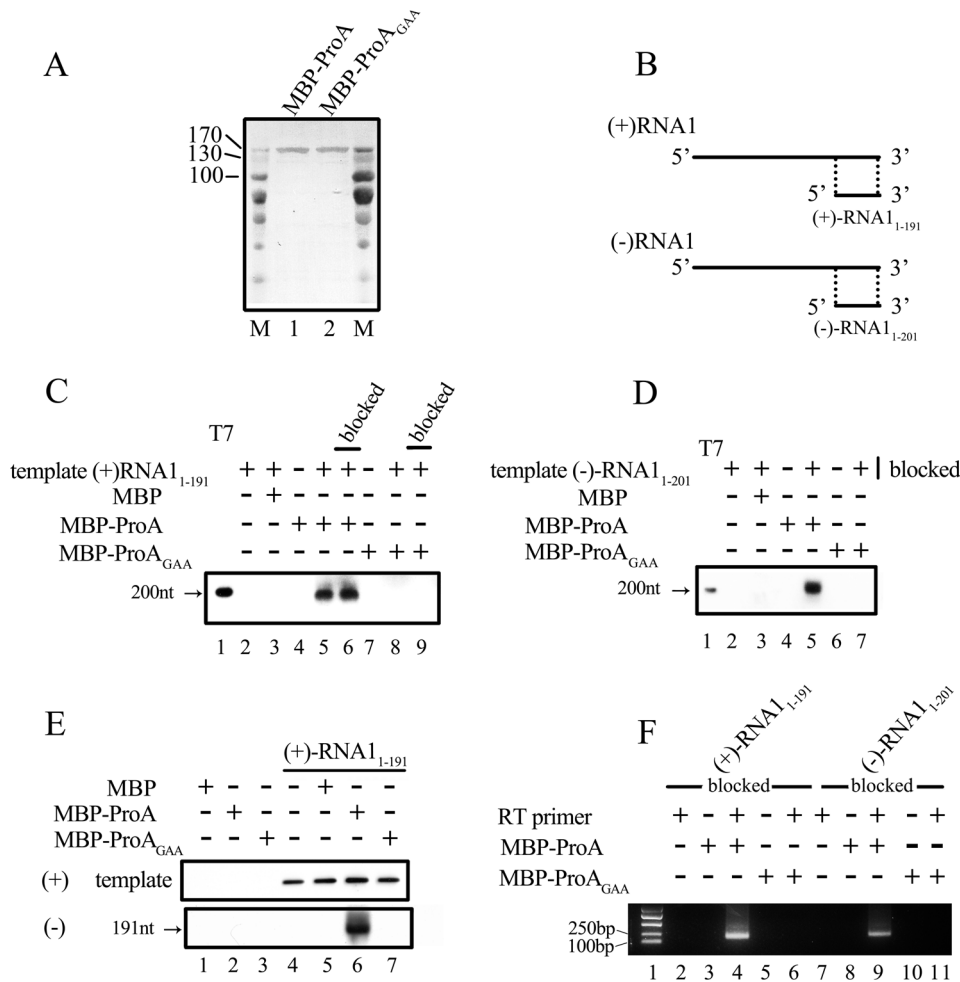 A
MBP-ProA
MBP-ProAGAA
170
130
100
M 1 2 M
B
(+)RNA1
5’ 3’
5’ 3’
(+)-RNA11-191
(-)RNA1
5’ 3’
5’ 3’
(-)-RNA11-201
C
blocked blocked
T7
template (+)RNA11-191 + + - + + - + +
MBP - + - - - - - -
MBP-ProA - - + + + - - -
MBP-ProAGAA - - - - - + + +
200nt →
1 2 3 4 5 6 7 8 9
D
T7
template (-)-RNA11-201 + + - + - + | blocked
MBP - + - - - -
MBP-ProA - - + + - -
MBP-ProAGAA - - - - + +
200nt →
1 2 3 4 5 6 7
E
(+)-RNA11-191
MBP + - - - + - -
MBP-ProA - + - - - + -
MBP-ProAGAA - - + - - - +
(+) template
(-) 191nt →
1 2 3 4 5 6 7
F
(+)-RNA11-191 (-)-RNA11-201
blocked blocked
RT primer + - + - + + - + - +
MBP-ProA - + + - - - + + - -
MBP-ProAGAA - - - + + - - - + +
250bp
100bp
1 2 3 4 5 6 7 8 9 10 11